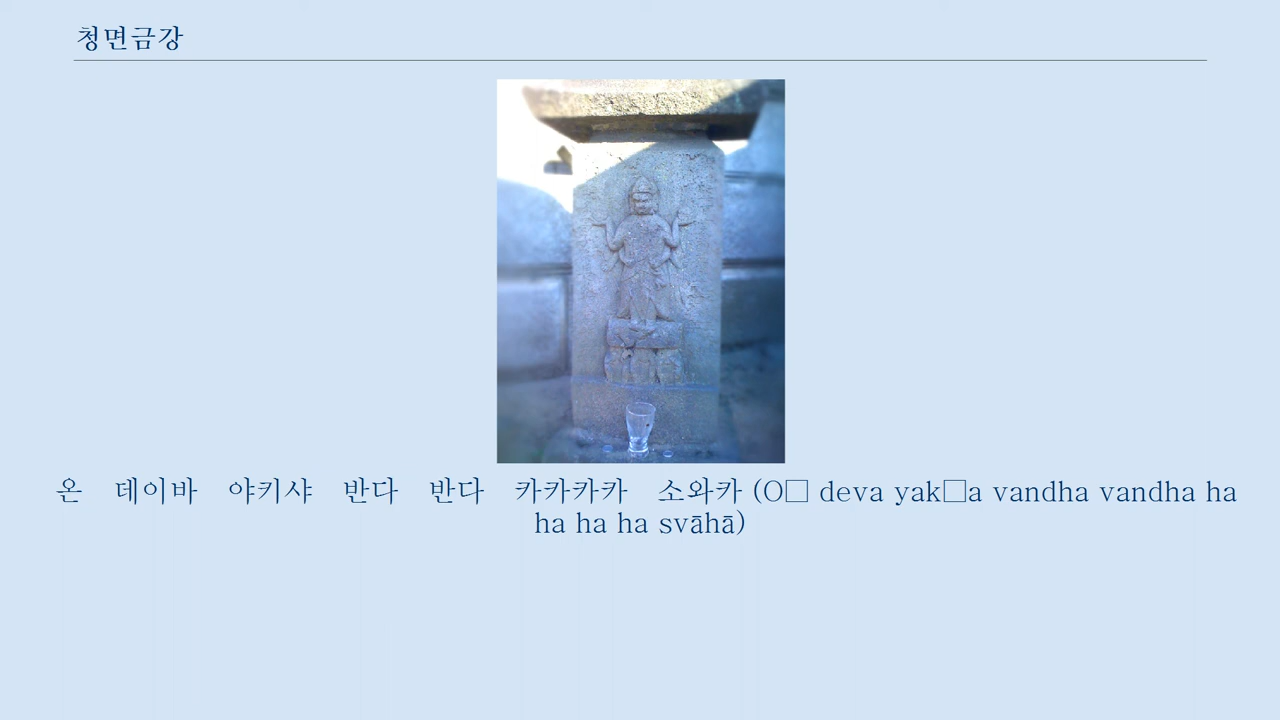 청면금강
온 데이바 야키샤 반다 반다 카카카카 소와카 (O□ deva yak□a vandha vandha ha
ha ha ha svāhā)